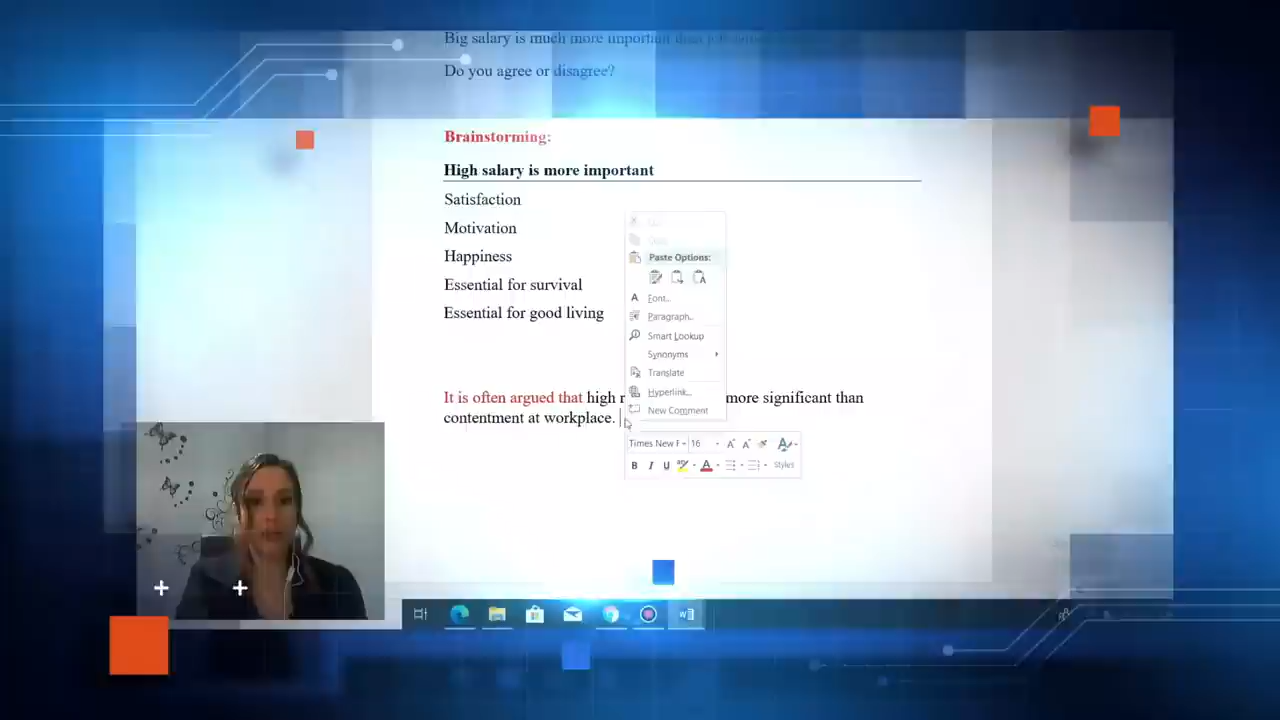 Big salary is much more important than job
Do you agree or disagree?
Brainstorming:
High salary is more important
Satisfaction
Motivation
Happiness
Essential for survival
Essential for good living
Paste Options:
Font..
Paragraph..
Smart Lookup
Synonyms
Translate
Hyperlink...
New Comment
It is often argued that high more significant than
contentment at workplace.
Times New F 16
B I U A Styles